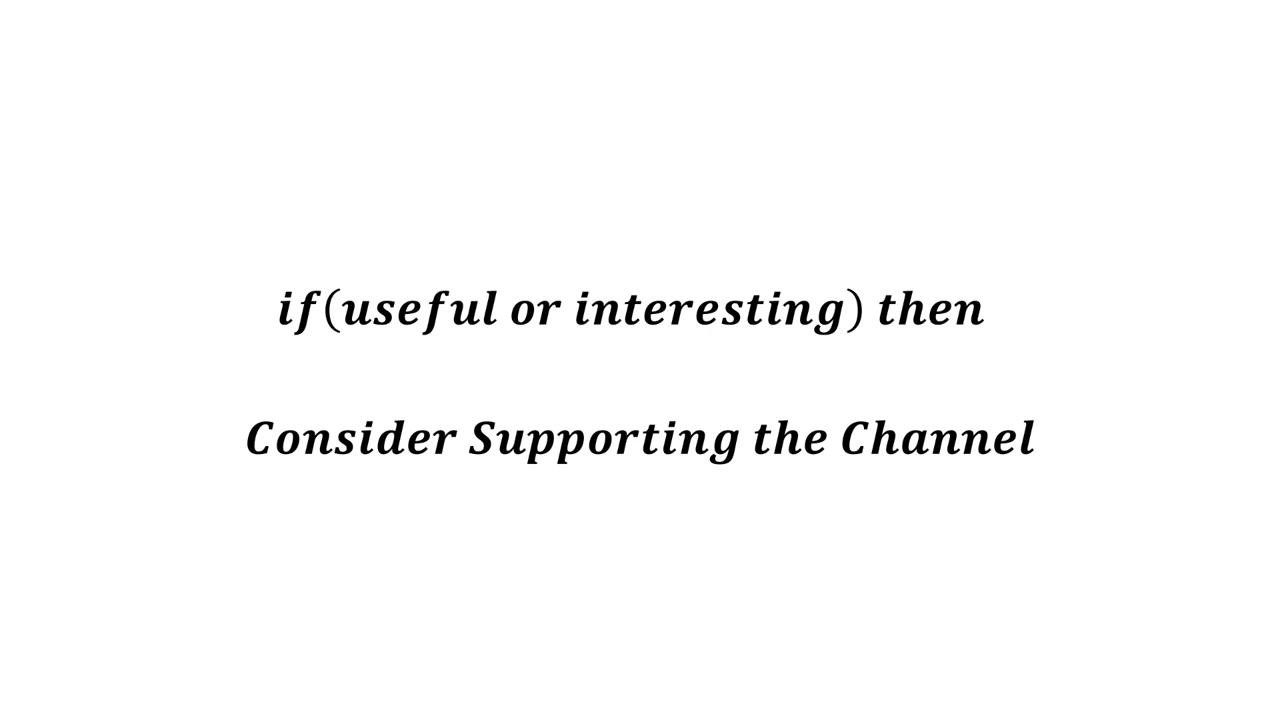 if(useful or interesting) then
Consider Supporting the Channel